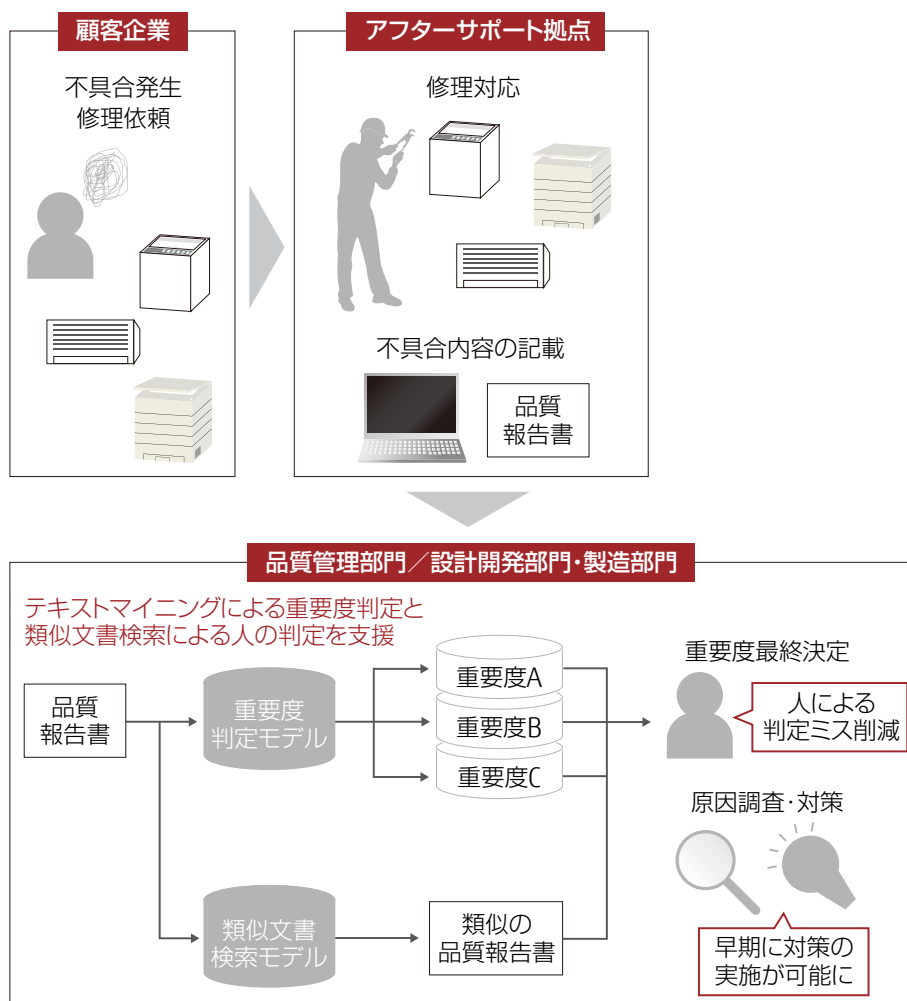 顧客企業
不具合発生
修理依頼
アフターサポート拠点
修理対応
不具合内容の記載
品質
報告書
品質管理部門／設計開発部門・製造部門
テキストマイニングによる重要度判定と
類似文書検索による人の判定を支援
品質
報告書
重要度
判定モデル
重要度A
重要度B
重要度C
重要度最終決定
人による
判定ミス削減
原因調査・対策
類似文書
検索モデル
類似の
品質報告書
早期に対策の
実施が可能に